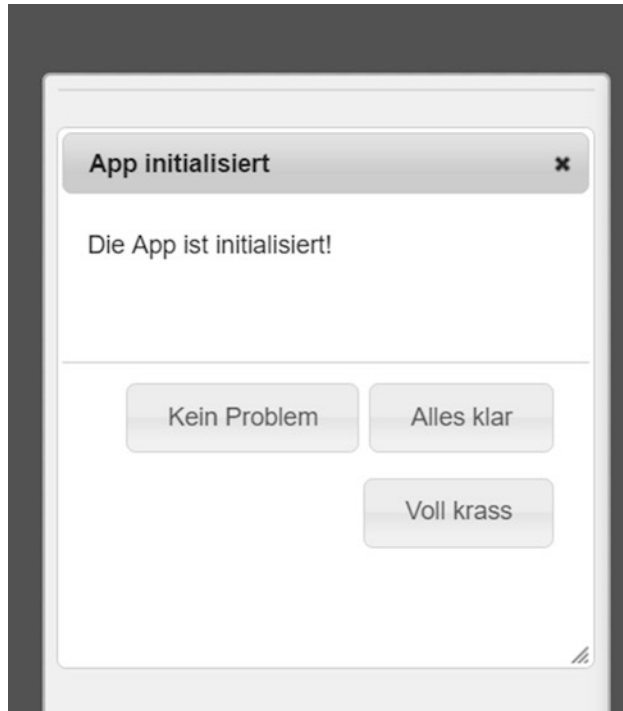 App initialisiert
Die App ist initialisiert!
Kein Problem Alles klar
Voll krass